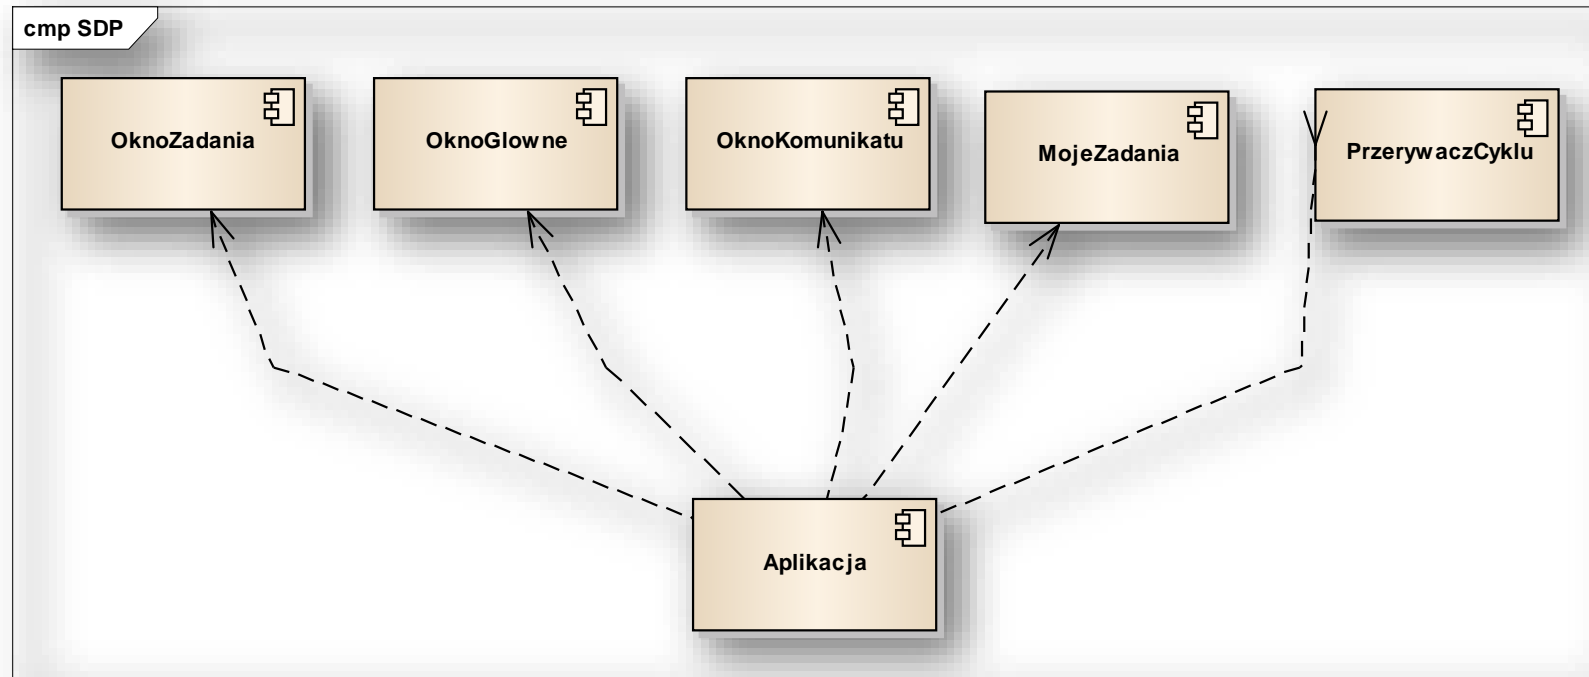 cmp SDP
OknoZadania
OknoGlowne
OknoKomunikatu
MojeZadania
PrzerywaczCyklu
Aplikacja